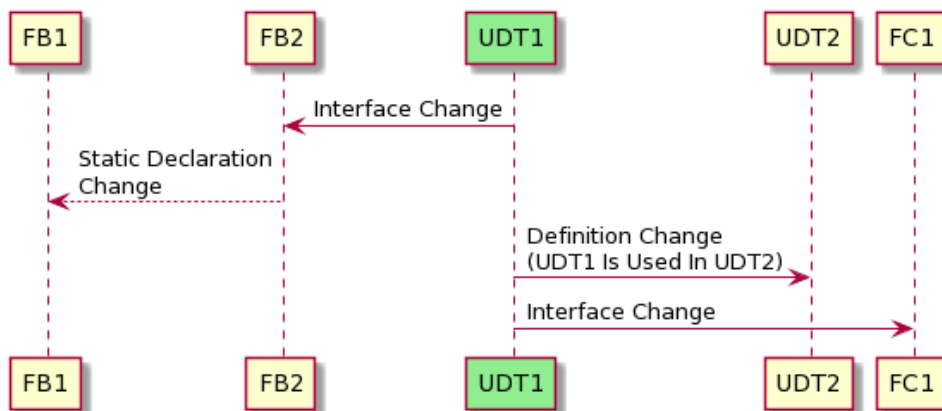 FB1
FB2
UDT1
UDT2
FC1
Interface Change
Static Declaration
Change
Definition Change
(UDT1 Is Used In UDT2)
Interface Change
FB1
FB2
UDT1
UDT2
FC1